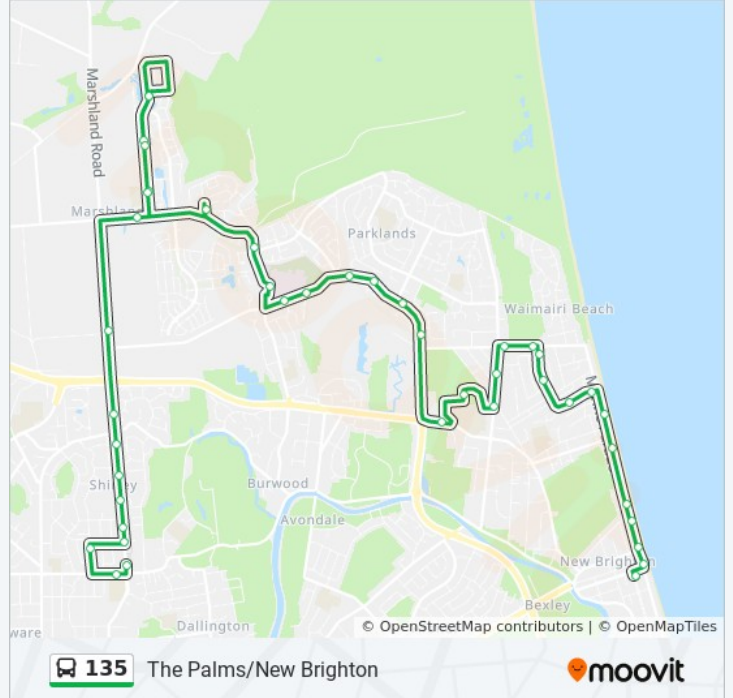 Marshland Road
Marshland
Parklands
Waimairi Beach
Shirley
Burwood
Avondale
New Brighton
Bexley
ware
Dallington
© OpenStreetMap contributors | © OpenMapTiles
135 The Palms/New Brighton
moovit